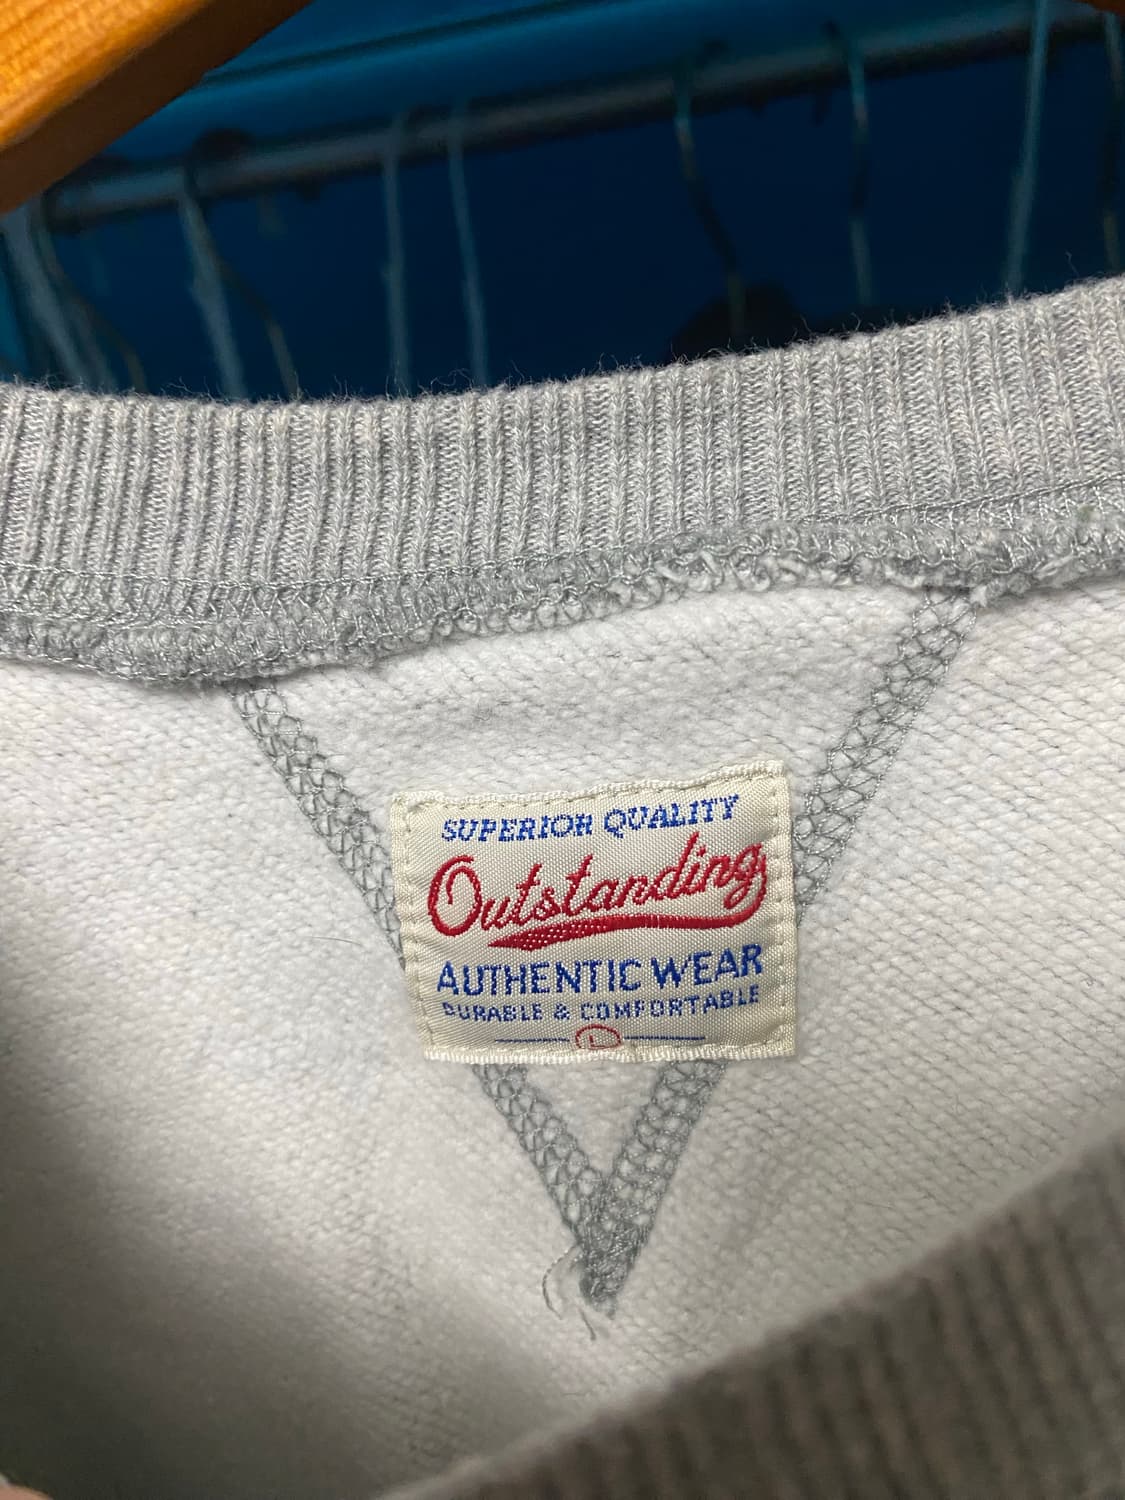 SUPERIOR QUALITY
Outstanding
AUTHENTIC WEAR
DURABLE & COMFORTABLE
L